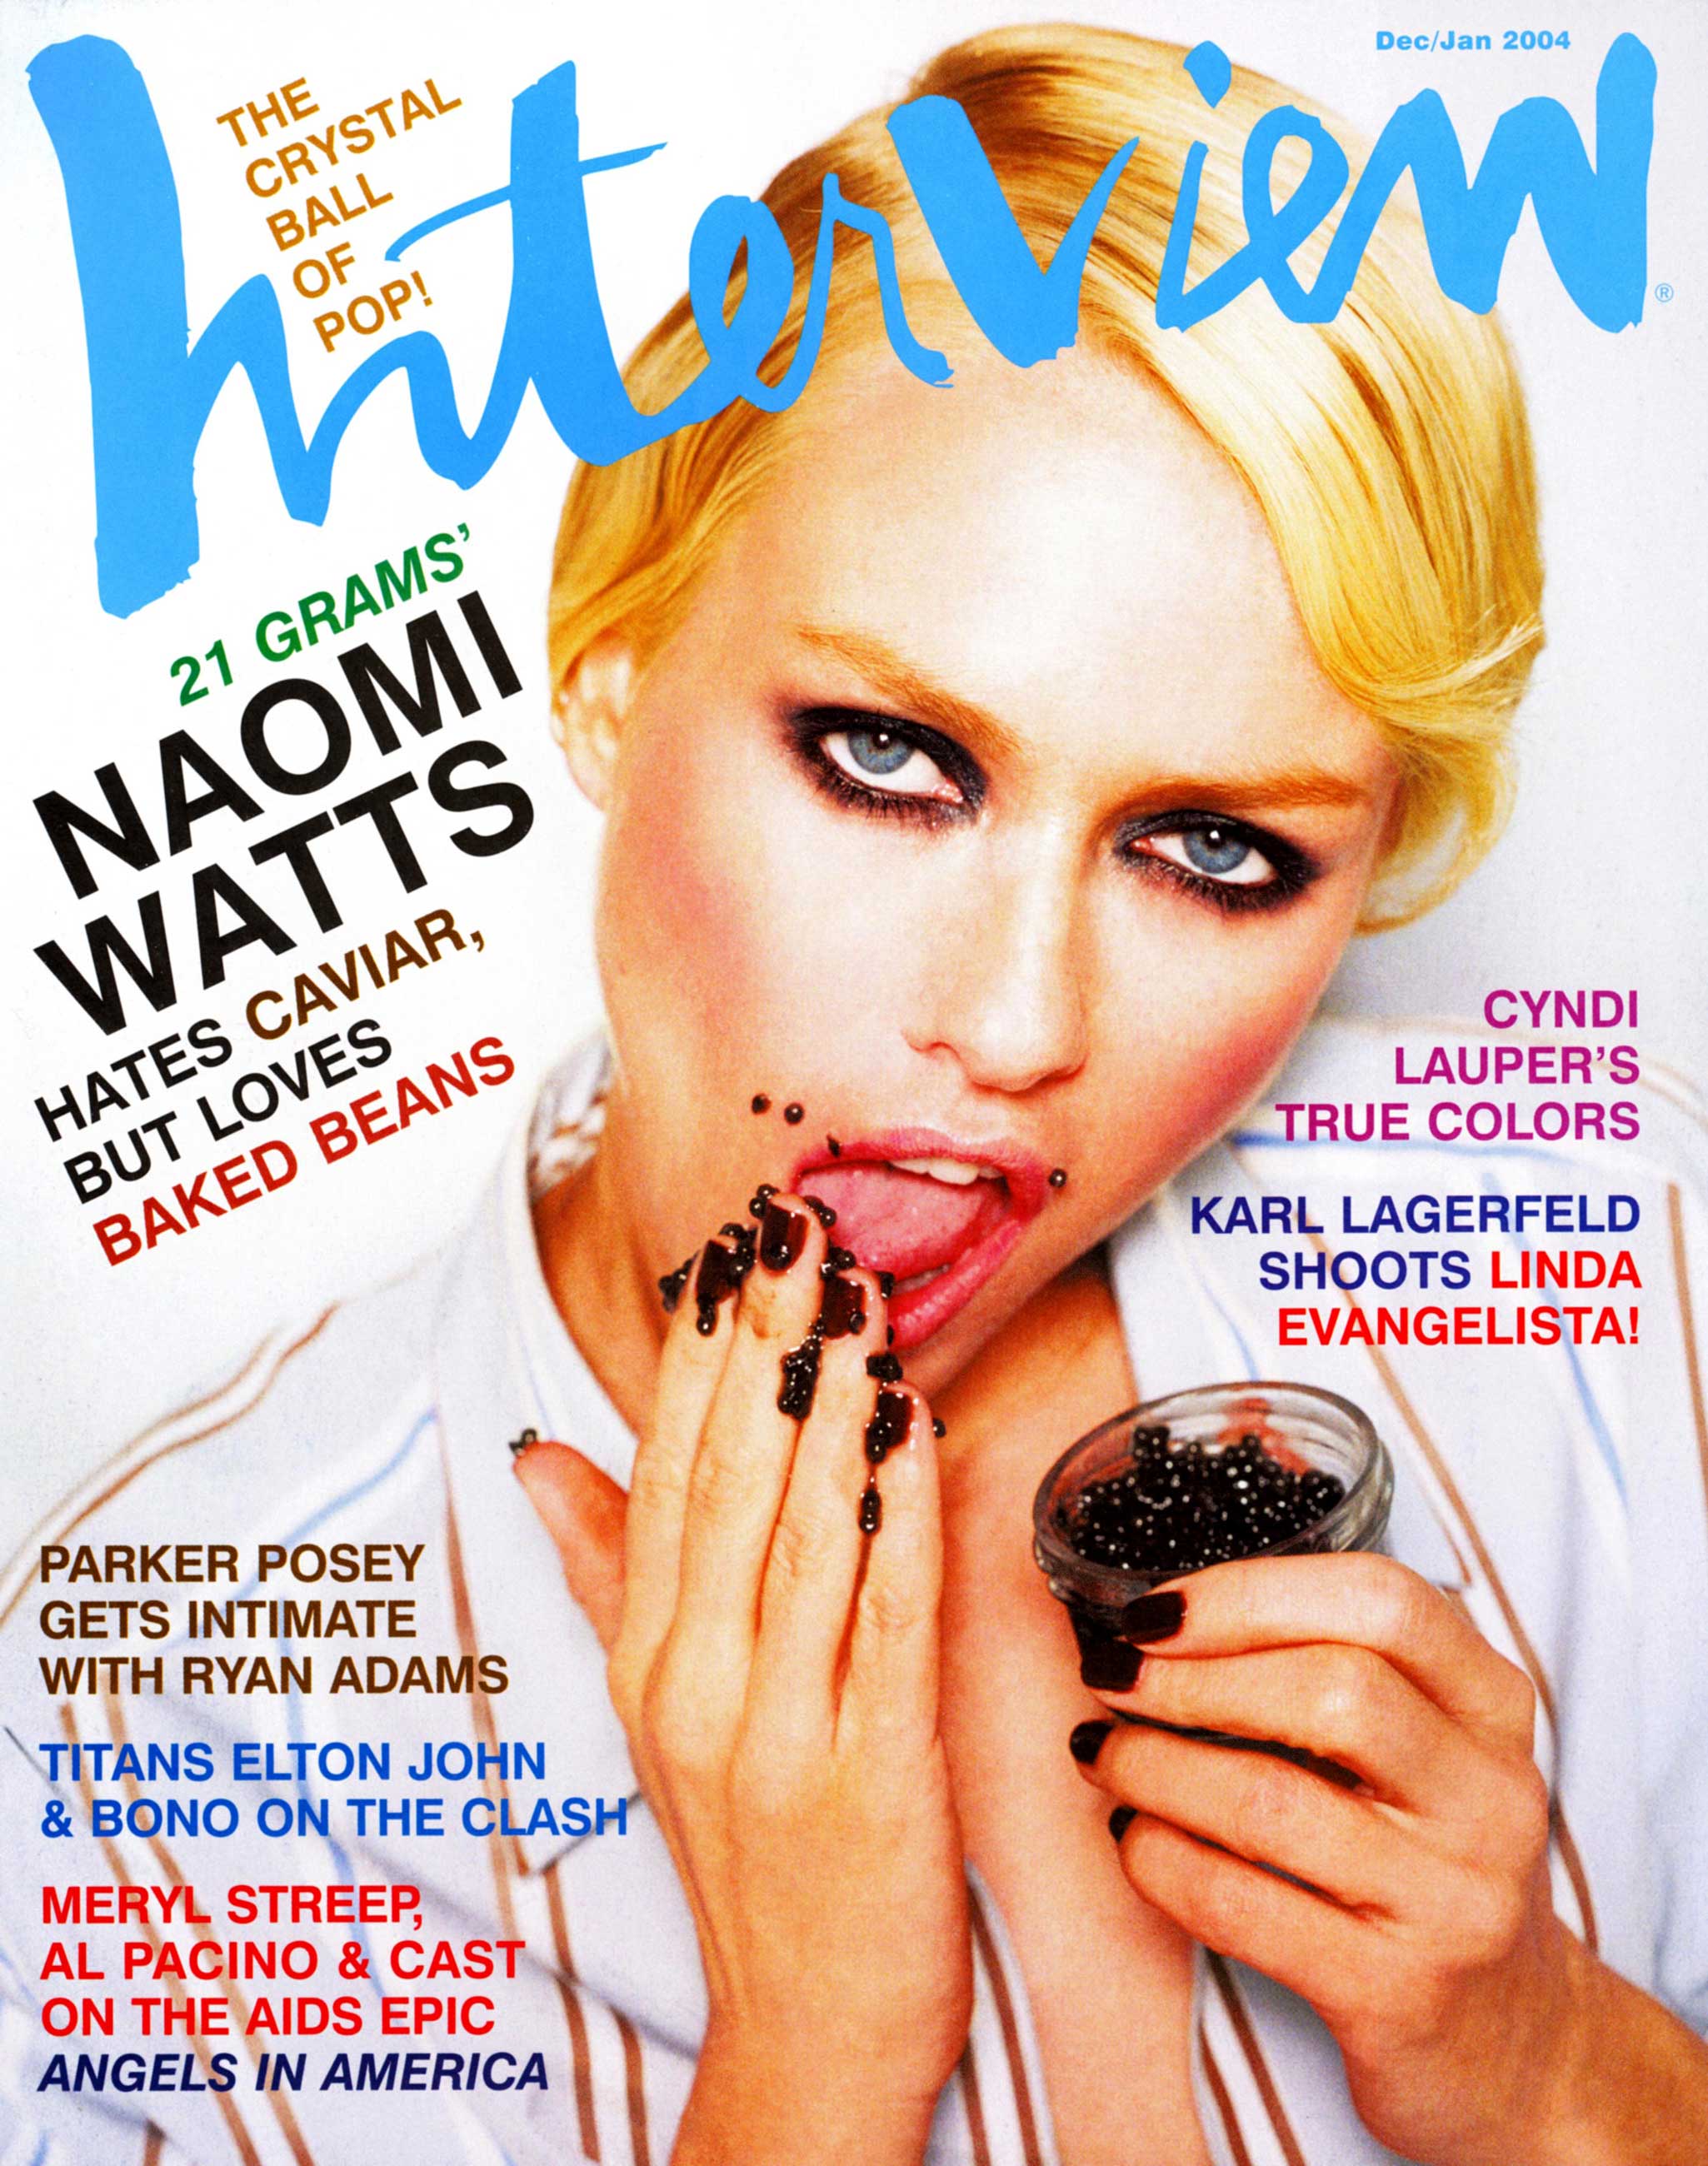 Dec/Jan 2004
Interview®
THE
CRYSTAL
BALL
OF
POP!
21 GRAMS’
NAOMI
WATTS
HATES CAVIAR,
BUT LOVES
BAKED BEANS
CYNDI
LAUPER’S
TRUE COLORS
KARL LAGERFELD
SHOOTS LINDA
EVANGELISTA!
PARKER POSEY
GETS INTIMATE
WITH RYAN ADAMS
TITANS ELTON JOHN
& BONO ON THE CLASH
MERYL STREEP,
AL PACINO & CAST
ON THE AIDS EPIC
ANGELS IN AMERICA